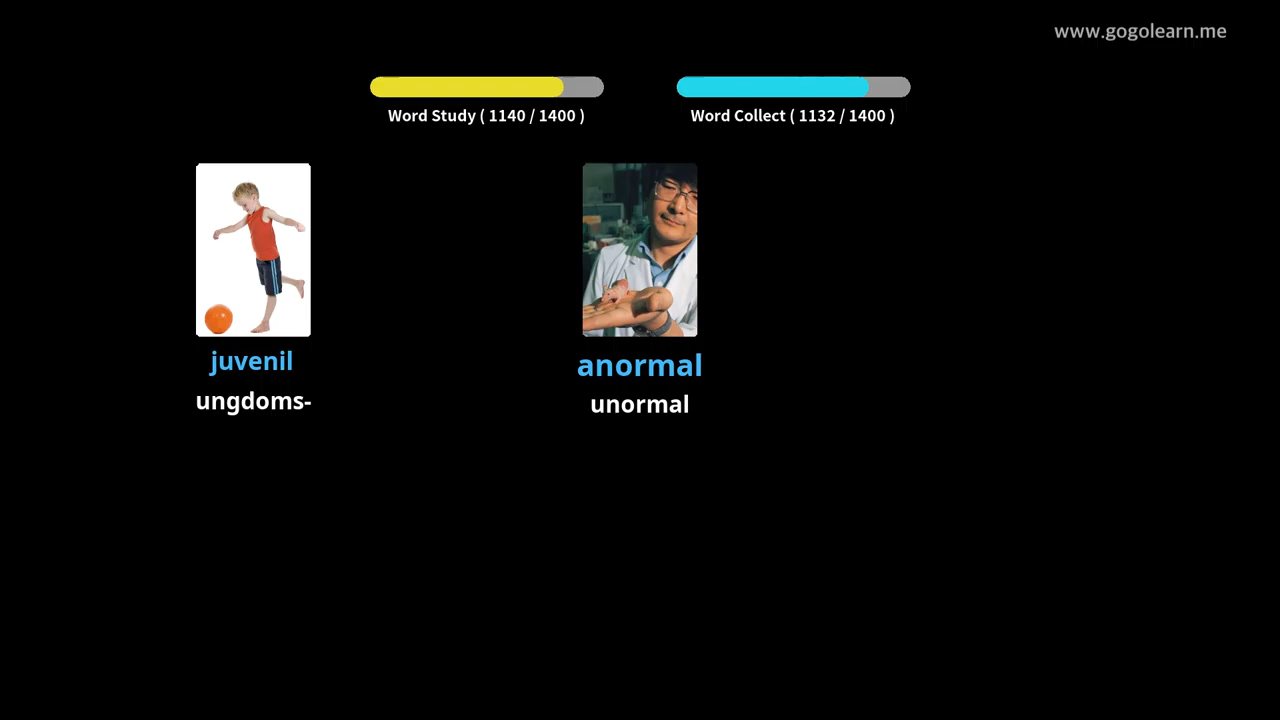 www.gogolearn.me
Word Study ( 1140 / 1400 )
Word Collect ( 1132 / 1400 )
juvenil
ungdoms-
anormal
unormal